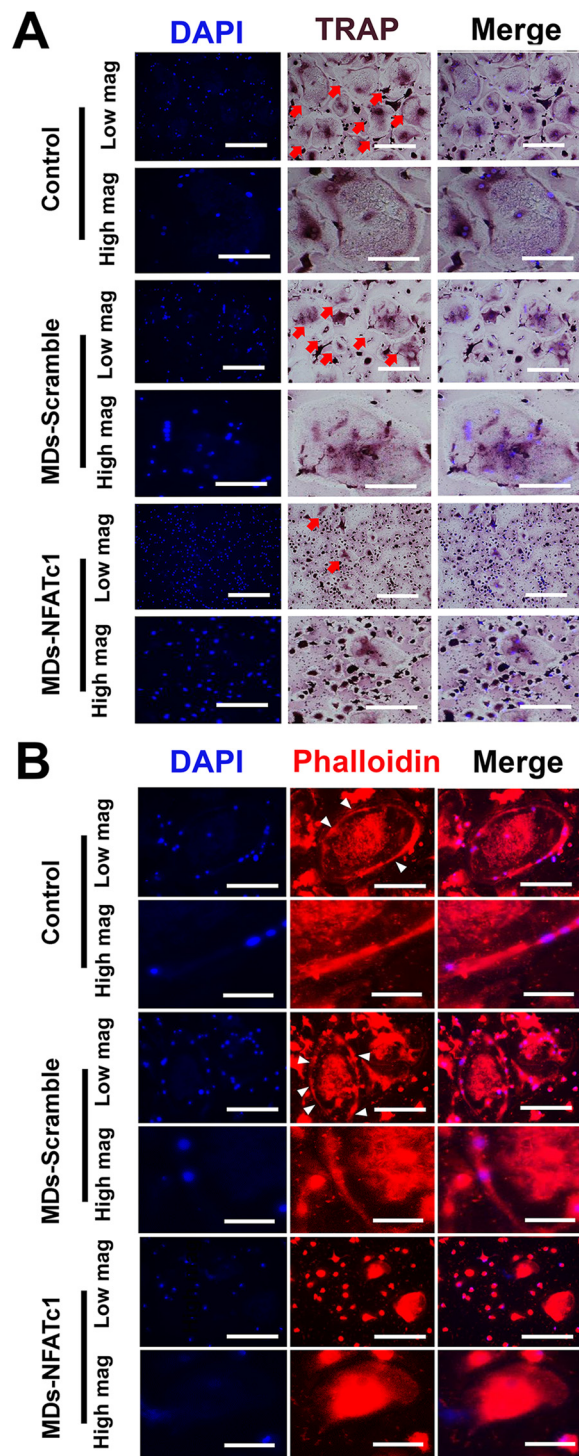 A
DAPI TRAP Merge
Control
Low mag
High mag
MDs-Scramble
Low mag
High mag
MDs-NFATc1
Low mag
High mag
B
DAPI Phalloidin Merge
Control
Low mag
High mag
MDs-Scramble
Low mag
High mag
MDs-NFATc1
Low mag
High mag